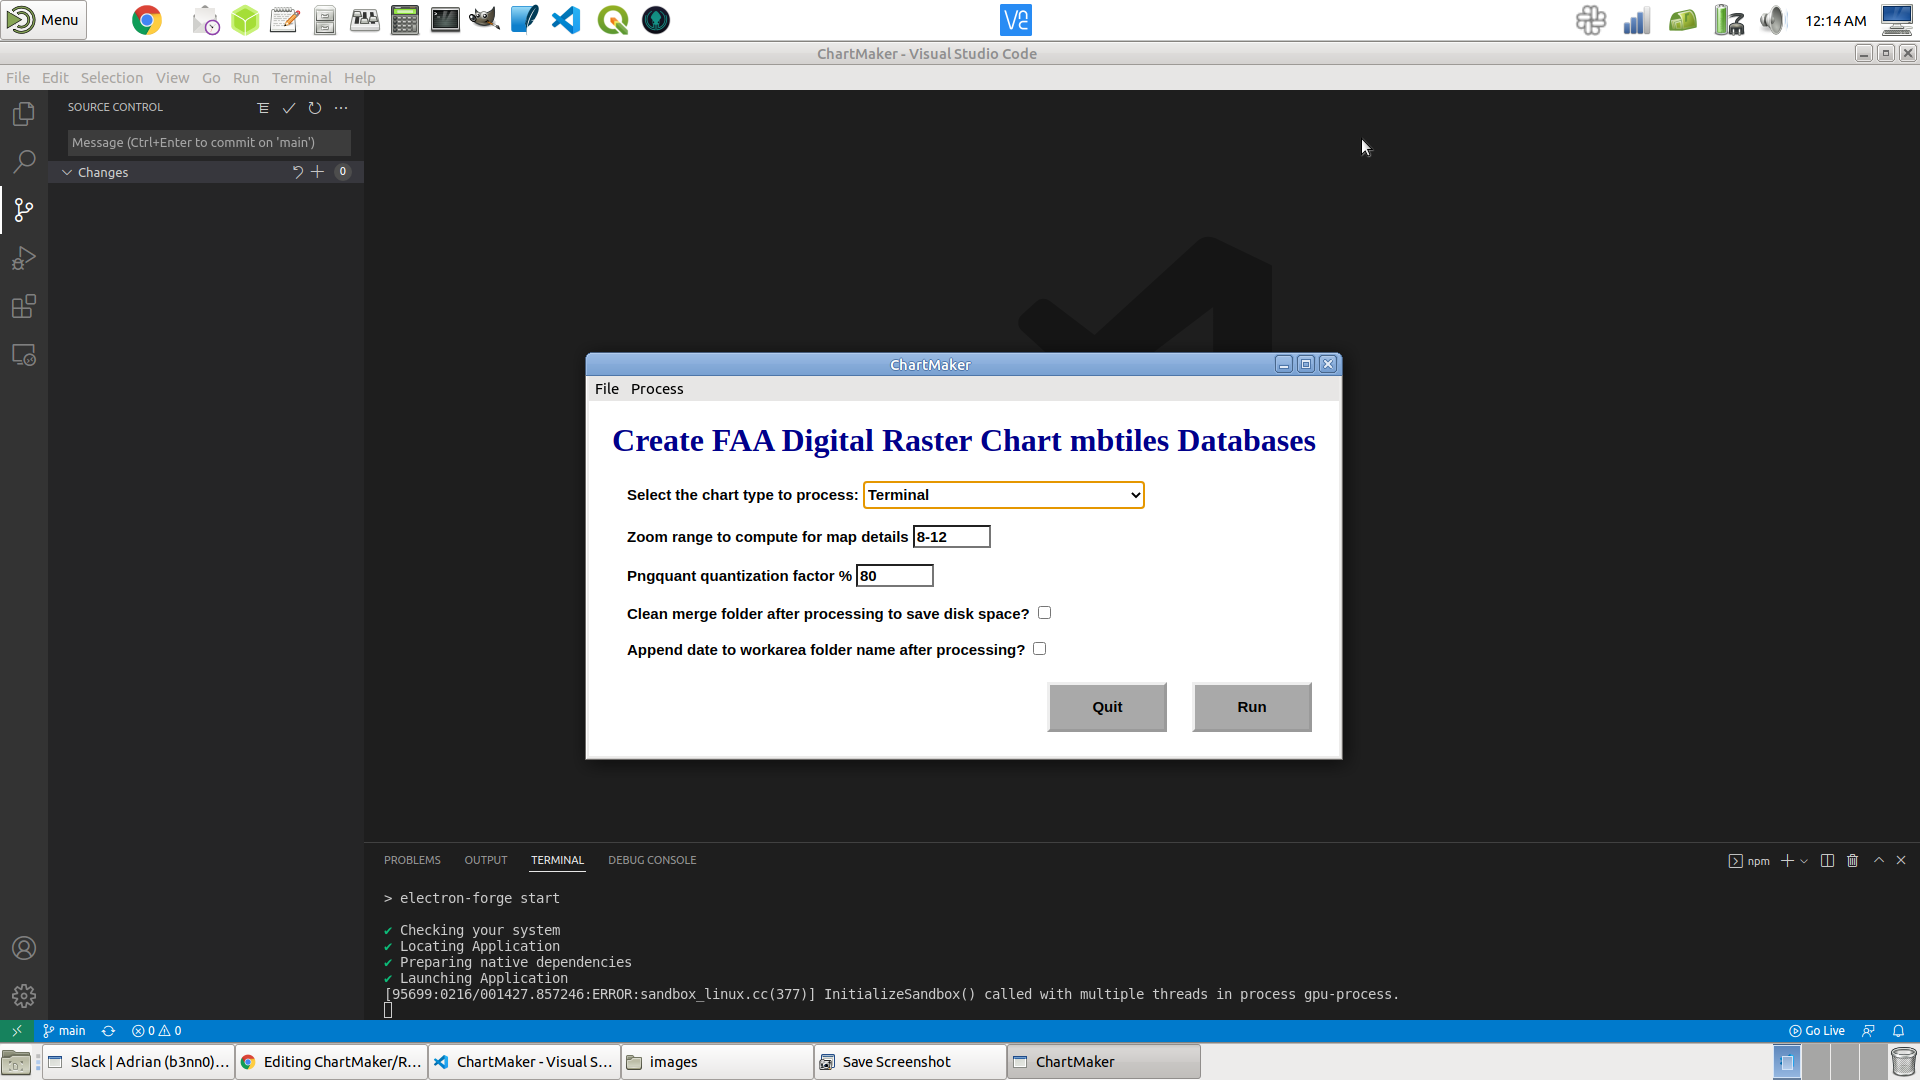 Menu
12:14 AM
ChartMaker - Visual Studio Code
File Edit Selection View Go Run Terminal Help
SOURCE CONTROL
Message (Ctrl+Enter to commit on 'main')
Changes 0
ChartMaker
File Process
Create FAA Digital Raster Chart mbtiles Databases
Select the chart type to process: Terminal
Zoom range to compute for map details 8-12
Pngquant quantization factor % 80
Clean merge folder after processing to save disk space?
Append date to workarea folder name after processing?
Quit Run
PROBLEMS OUTPUT TERMINAL DEBUG CONSOLE npm
> electron-forge start
✔ Checking your system
✔ Locating Application
✔ Preparing native dependencies
✔ Launching Application
[95699:0216/001427.857246:ERROR:sandbox_linux.cc(377)] InitializeSandbox() called with multiple threads in process gpu-process.
main 0 0 Go Live
Slack | Adrian (b3nn0)... Editing ChartMaker/R... ChartMaker - Visual S... images Save Screenshot ChartMaker